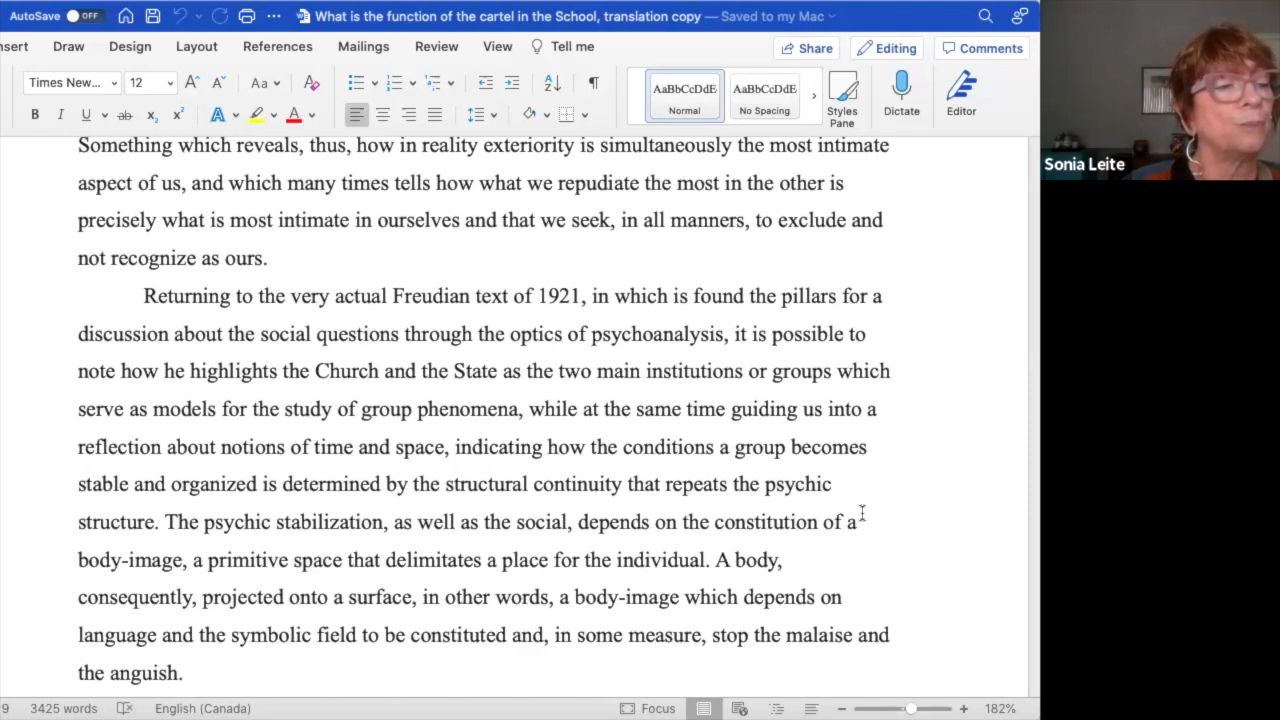 AutoSave OFF What is the function of the cartel in the School, translation copy — Saved to my Mac
nsert Draw Design Layout References Mailings Review View Tell me Share Editing Comments
Times New... 12 Aa AaBbCcDdE AaBbCcDdE
B I U ab x₂ x² A A Normal No Spacing Styles Pane Dictate Editor
Something which reveals, thus, how in reality exteriority is simultaneously the most intimate
aspect of us, and which many times tells how what we repudiate the most in the other is
precisely what is most intimate in ourselves and that we seek, in all manners, to exclude and
not recognize as ours.
Returning to the very actual Freudian text of 1921, in which is found the pillars for a
discussion about the social questions through the optics of psychoanalysis, it is possible to
note how he highlights the Church and the State as the two main institutions or groups which
serve as models for the study of group phenomena, while at the same time guiding us into a
reflection about notions of time and space, indicating how the conditions a group becomes
stable and organized is determined by the structural continuity that repeats the psychic
structure. The psychic stabilization, as well as the social, depends on the constitution of a
body-image, a primitive space that delimitates a place for the individual. A body,
consequently, projected onto a surface, in other words, a body-image which depends on
language and the symbolic field to be constituted and, in some measure, stop the malaise and
the anguish.
9 3425 words English (Canada) Focus 182%
Sonia Leite